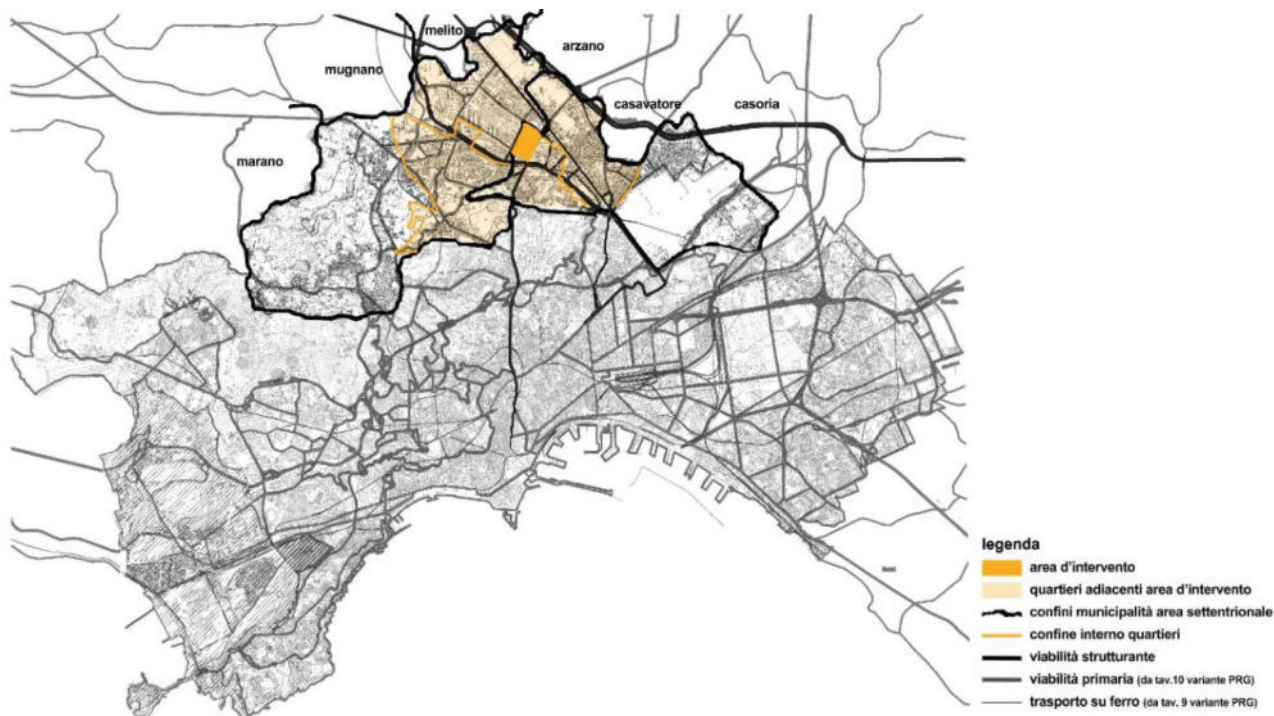 melito
arzano
mugnano
casavatore
casoria
marano
legenda
area d'intervento
quartieri adiacenti area d'intervento
confini municipalità area settentrionale
confine interno quartieri
viabilità strutturante
viabilità primaria (da tav.10 variante PRG)
trasporto su ferro (da tav. 9 variante PRG)